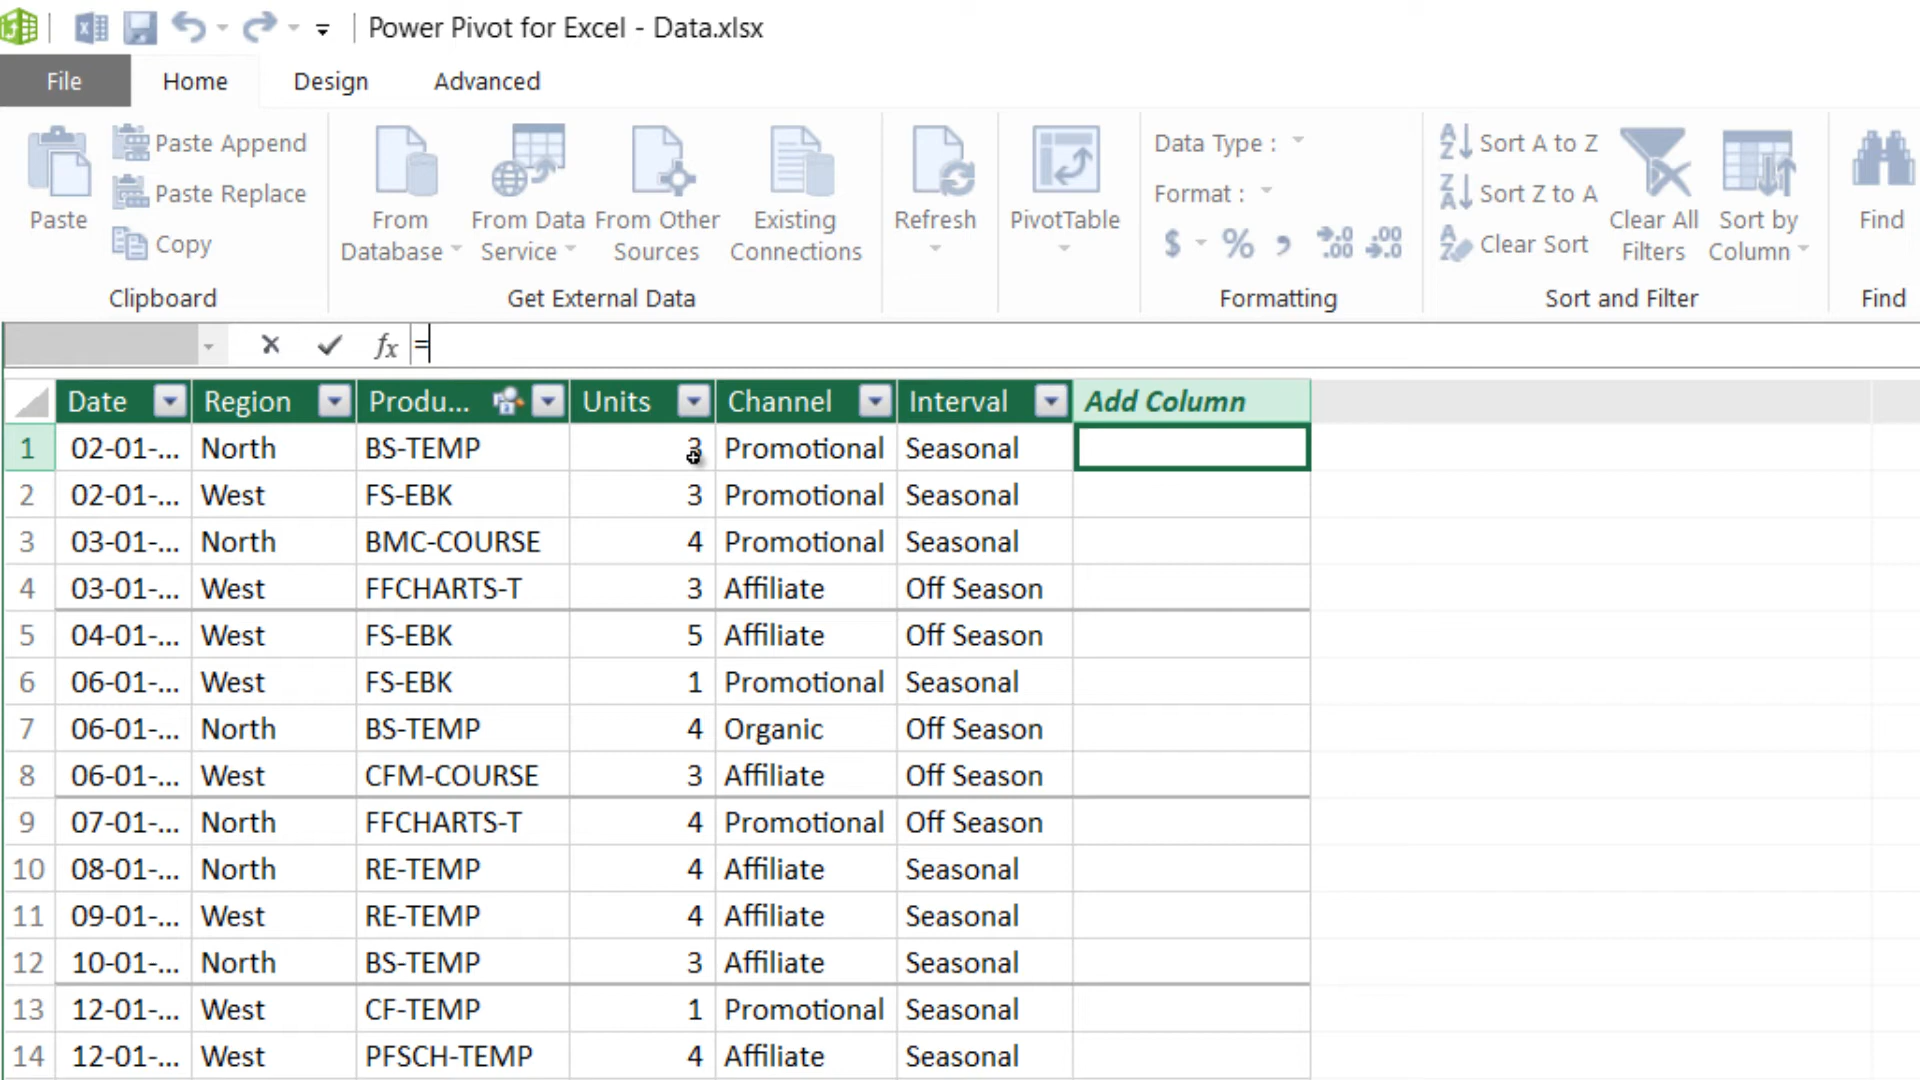 Power Pivot for Excel - Data.xlsx
File Home Design Advanced
Paste
Paste Append
Paste Replace
Copy
Clipboard
From Database
From Data Service
From Other Sources
Existing Connections
Get External Data
Refresh
PivotTable
Data Type :
Format :
$ % ,
Formatting
Sort A to Z
Sort Z to A
Clear Sort
Clear All Filters
Sort by Column
Sort and Filter
Find
Find
fx =
Date Region Produ... Units Channel Interval Add Column
1 02-01-... North BS-TEMP 3 Promotional Seasonal
2 02-01-... West FS-EBK 3 Promotional Seasonal
3 03-01-... North BMC-COURSE 4 Promotional Seasonal
4 03-01-... West FFCHARTS-T 3 Affiliate Off Season
5 04-01-... West FS-EBK 5 Affiliate Off Season
6 06-01-... West FS-EBK 1 Promotional Seasonal
7 06-01-... North BS-TEMP 4 Organic Off Season
8 06-01-... West CFM-COURSE 3 Affiliate Off Season
9 07-01-... North FFCHARTS-T 4 Promotional Off Season
10 08-01-... North RE-TEMP 4 Affiliate Seasonal
11 09-01-... West RE-TEMP 4 Affiliate Seasonal
12 10-01-... North BS-TEMP 3 Affiliate Seasonal
13 12-01-... West CF-TEMP 1 Promotional Seasonal
14 12-01-... West PFSCH-TEMP 4 Affiliate Seasonal